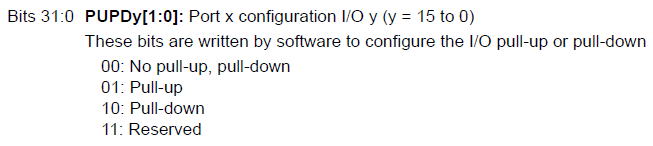 Bits 31:0 PUPDy[1:0]: Port x configuration I/O y (y = 15 to 0)
These bits are written by software to configure the I/O pull-up or pull-down
00: No pull-up, pull-down
01: Pull-up
10: Pull-down
11: Reserved